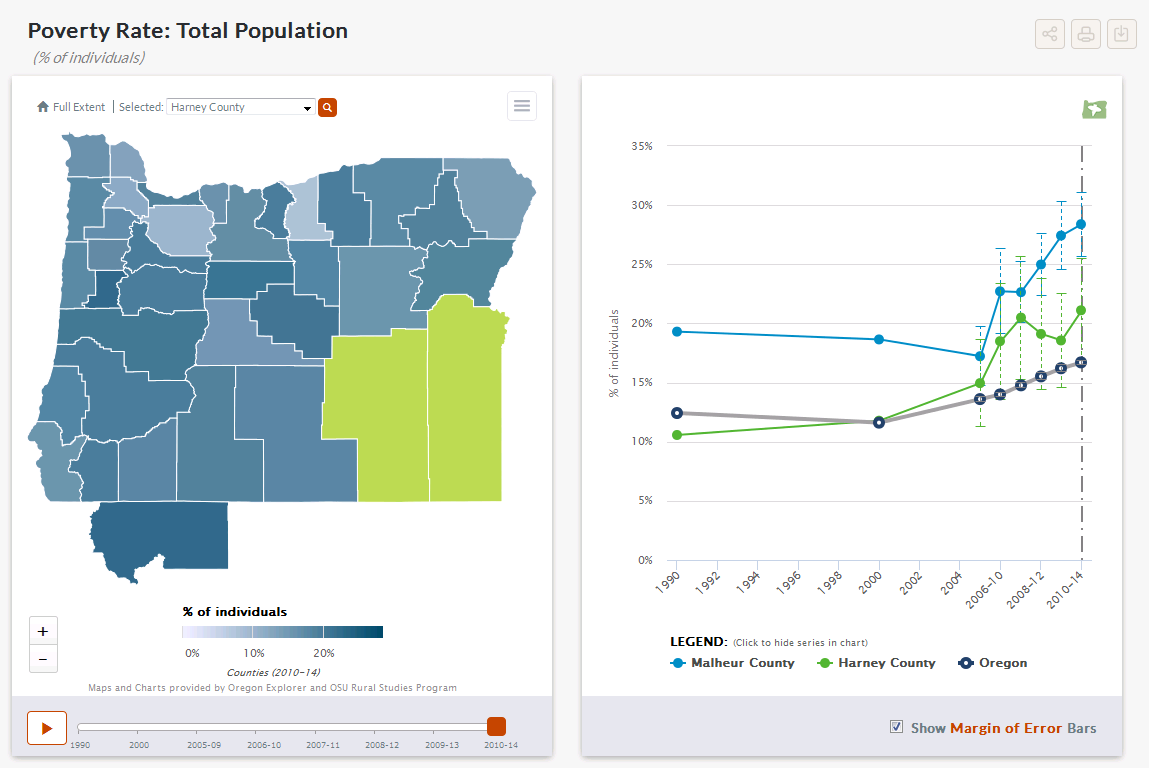 Poverty Rate: Total Population
(% of individuals)
Full Extent | Selected: Harney County
% of individuals
0% 10% 20%
Counties (2010-14)
Maps and Charts provided by Oregon Explorer and OSU Rural Studies Program
+
−
1990 2000 2005-09 2006-10 2007-11 2008-12 2009-13 2010-14
% of individuals
35%
30%
25%
20%
15%
10%
5%
0%
1990 1992 1994 1996 1998 2000 2002 2004 2006-10 2008-12 2010-14
LEGEND: (Click to hide series in chart)
Malheur County Harney County Oregon
Show Margin of Error Bars